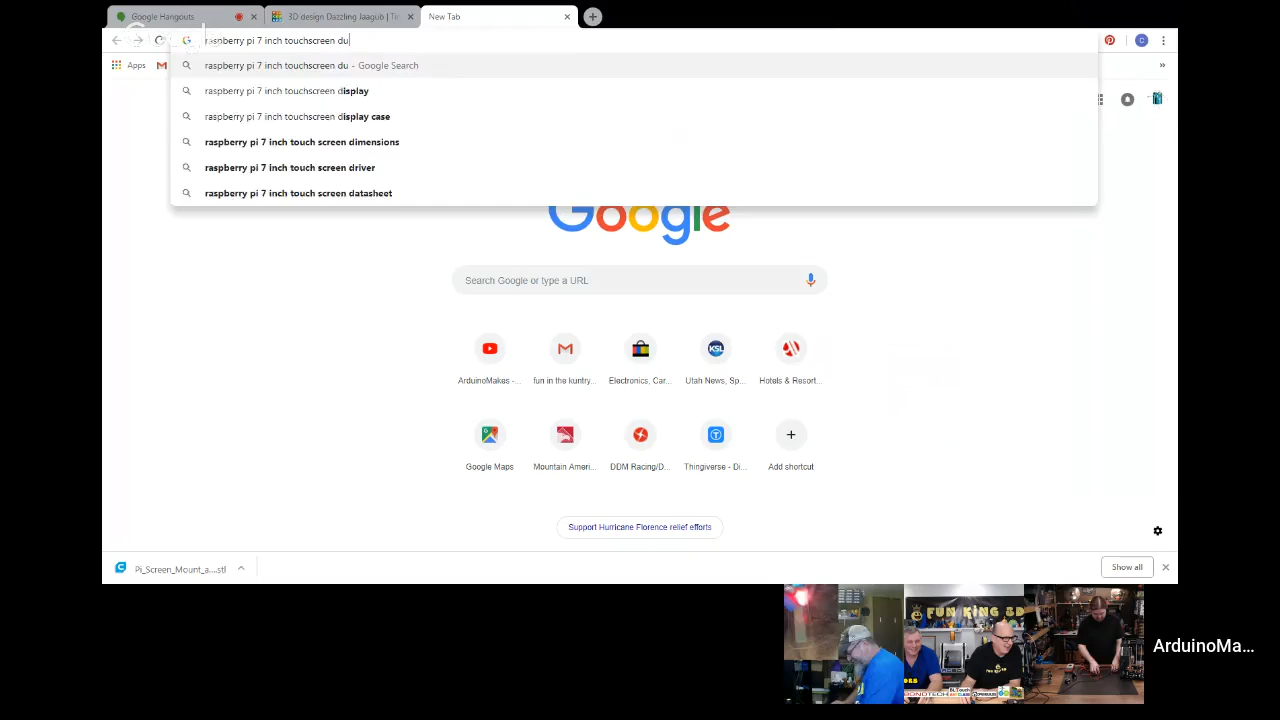 Google Hangouts
3D design Dazzling Jaagub | Tin
New Tab
raspberry pi 7 inch touchscreen du
Apps
raspberry pi 7 inch touchscreen du - Google Search
raspberry pi 7 inch touchscreen display
raspberry pi 7 inch touchscreen display case
raspberry pi 7 inch touch screen dimensions
raspberry pi 7 inch touch screen driver
raspberry pi 7 inch touch screen datasheet
Google
Search Google or type a URL
KSL
ArduinoMakes -...
fun in the kuntry...
Electronics, Car...
Utah News, Sp...
Hotels & Resort...
Google Maps
Mountain Ameri...
DDM Racing/D...
Thingiverse - Di...
Add shortcut
Support Hurricane Florence relief efforts
Pi_Screen_Mount_a....stl
Show all
FUN KING 3D
BONDTECH
BLTouch
ArduinoMa...